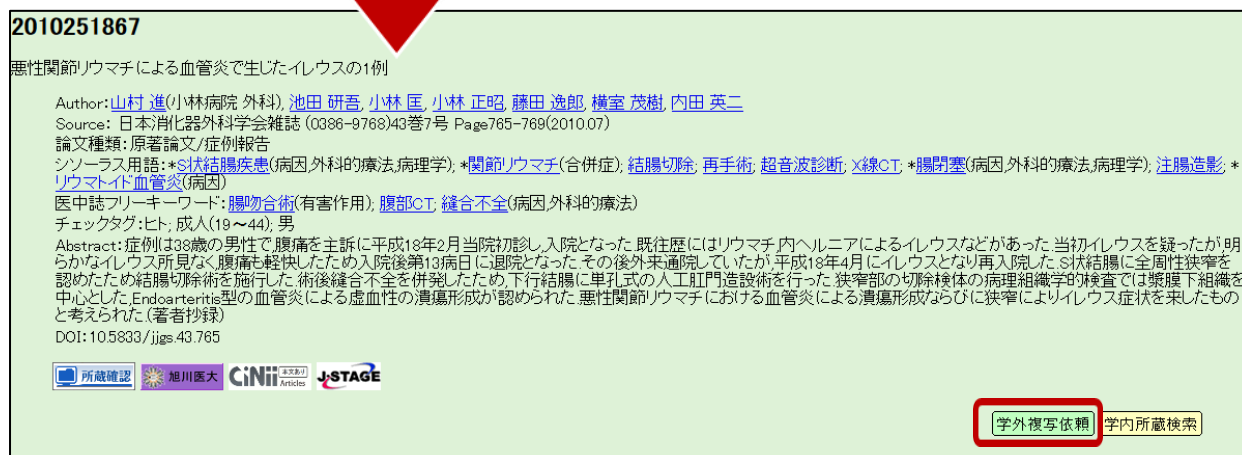 2010251867
悪性関節リウマチによる血管炎で生じたイレウスの1例
Author:山村 進(小林病院 外科), 池田 研吾, 小林 匡, 小林 正昭, 藤田 逸郎, 横室 茂樹, 内田 英二
Source: 日本消化器外科学会雑誌 (0386-9768)43巻7号 Page765-769(2010.07)
論文種類:原著論文/症例報告
シソーラス用語:*S状結腸疾患(病因,外科的療法,病理学); *関節リウマチ(合併症); 結腸切除; 再手術; 超音波診断; X線CT; *腸閉塞(病因,外科的療法,病理学); 注腸造影; *
リウマトイド血管炎(病因)
医中誌フリーキーワード:腸吻合術(有害作用); 腹部CT; 縫合不全(病因,外科的療法)
チェックタグ:ヒト; 成人(19~44); 男
Abstract:症例は38歳の男性で,腹痛を主訴に平成18年2月当院初診し,入院となった.既往歴にはリウマチ,内ヘルニアによるイレウスなどがあった.当初イレウスを疑ったが,明
らかなイレウス所見なく,腹痛も軽快したため入院後第13病日に退院となった.その後外来通院していたが,平成18年4月にイレウスとなり再入院した.S状結腸に全周性狭窄を
認めたため結腸切除術を施行した.術後縫合不全を併発したため,下行結腸に単孔式の人工肛門造設術を行った.狭窄部の切除検体の病理組織学的検査では漿膜下組織を
中心とした,Endoarteritis型の血管炎による虚血性の潰瘍形成が認められた.悪性関節リウマチにおける血管炎による潰瘍形成ならびに狭窄によりイレウス症状を来したもの
と考えられた.(著者抄録)
DOI:10.5833/jjgs.43.765
所蔵確認 旭川医大 CiNii 本文あり Articles J-STAGE
学外複写依頼 学内所蔵検索